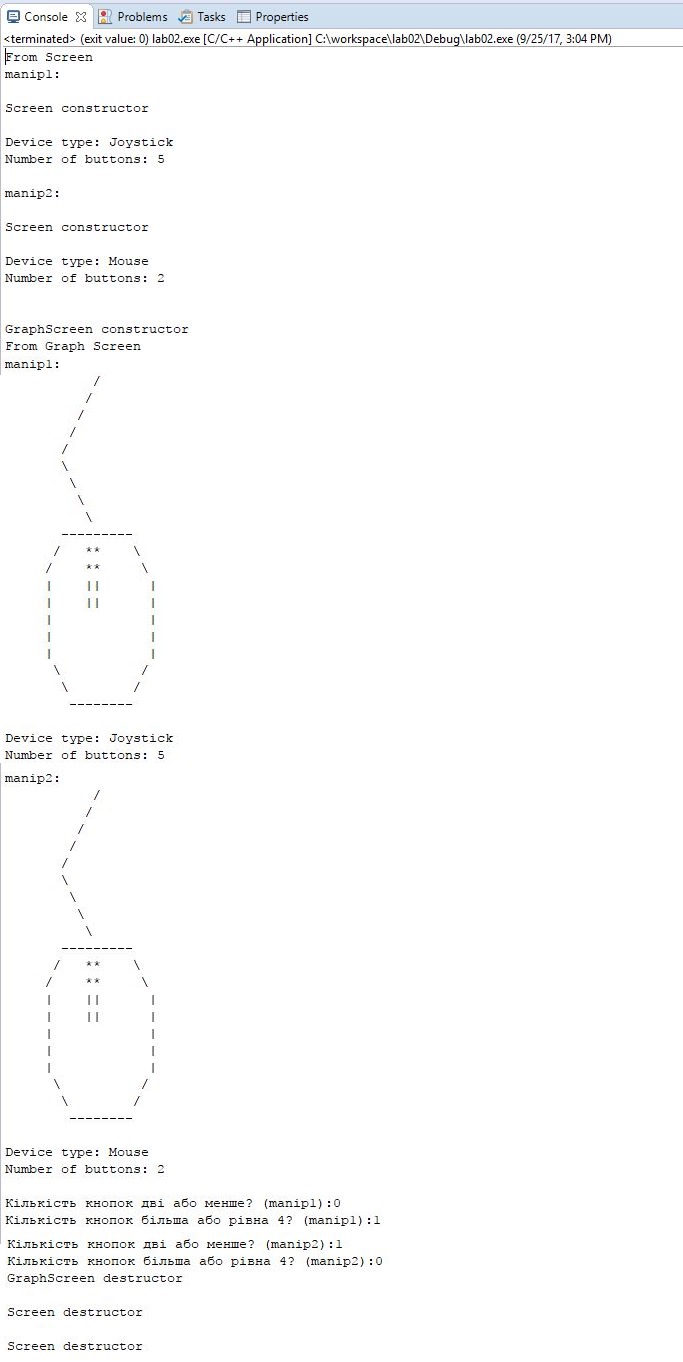 Console Problems Tasks Properties
<terminated> (exit value: 0) lab02.exe [C/C++ Application] C:\workspace\lab02\Debug\lab02.exe (9/25/17, 3:04 PM)
From Screen
manip1:
Screen constructor
Device type: Joystick
Number of buttons: 5
manip2:
Screen constructor
Device type: Mouse
Number of buttons: 2
GraphScreen constructor
From Graph Screen
manip1:
           /
          /
         /
        /
       /
       \
        \
         \
          \
       ---------
      /   **    \
     /    **     \
     |    ||      |
     |    ||      |
     |            |
     |            |
     |            |
      \          /
       \        /
        --------
Device type: Joystick
Number of buttons: 5
manip2:
           /
          /
         /
        /
       /
       \
        \
         \
          \
       ---------
      /   **    \
     /    **     \
     |    ||      |
     |    ||      |
     |            |
     |            |
     |            |
      \          /
       \        /
        --------
Device type: Mouse
Number of buttons: 2
Кількість кнопок дві або менше? (manip1):0
Кількість кнопок більша або рівна 4? (manip1):1
Кількість кнопок дві або менше? (manip2):1
Кількість кнопок більша або рівна 4? (manip2):0
GraphScreen destructor
Screen destructor
Screen destructor